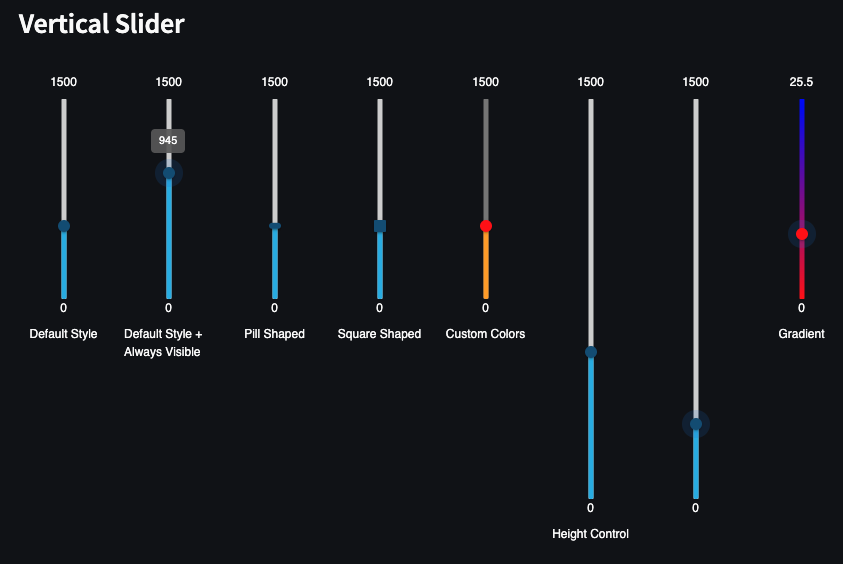 Vertical Slider
1500 1500 1500 1500 1500 1500 1500 25.5
945
0 0 0 0 0 0
Default Style Default Style + Pill Shaped Square Shaped Custom Colors Gradient
Always Visible
0 0
Height Control